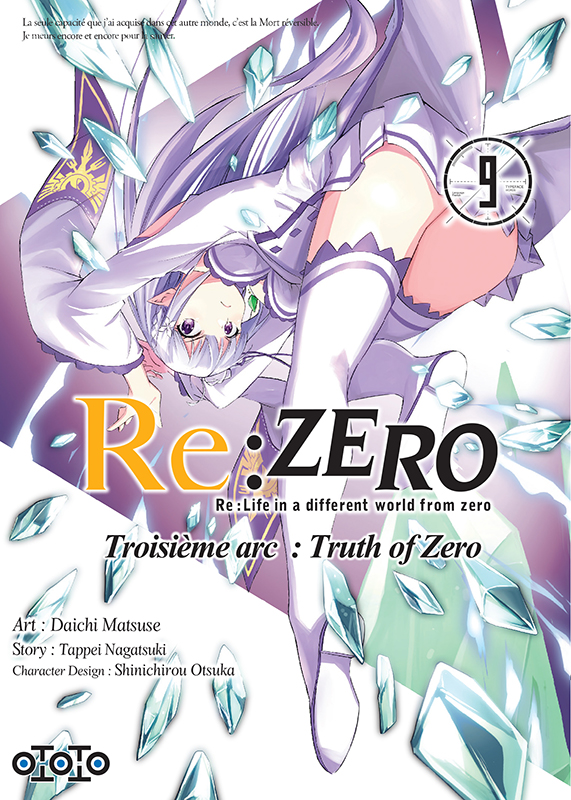 La seule capacité que j'ai acquise dans cet autre monde, c'est la Mort réversible.
Je meurs encore et encore pour la sauver.
9
TYPEFACE
Re:ZERO
Re:Life in a different world from zero
Troisième arc : Truth of Zero
Art : Daichi Matsuse
Story : Tappei Nagatsuki
Character Design : Shinichirou Otsuka
OTOTO